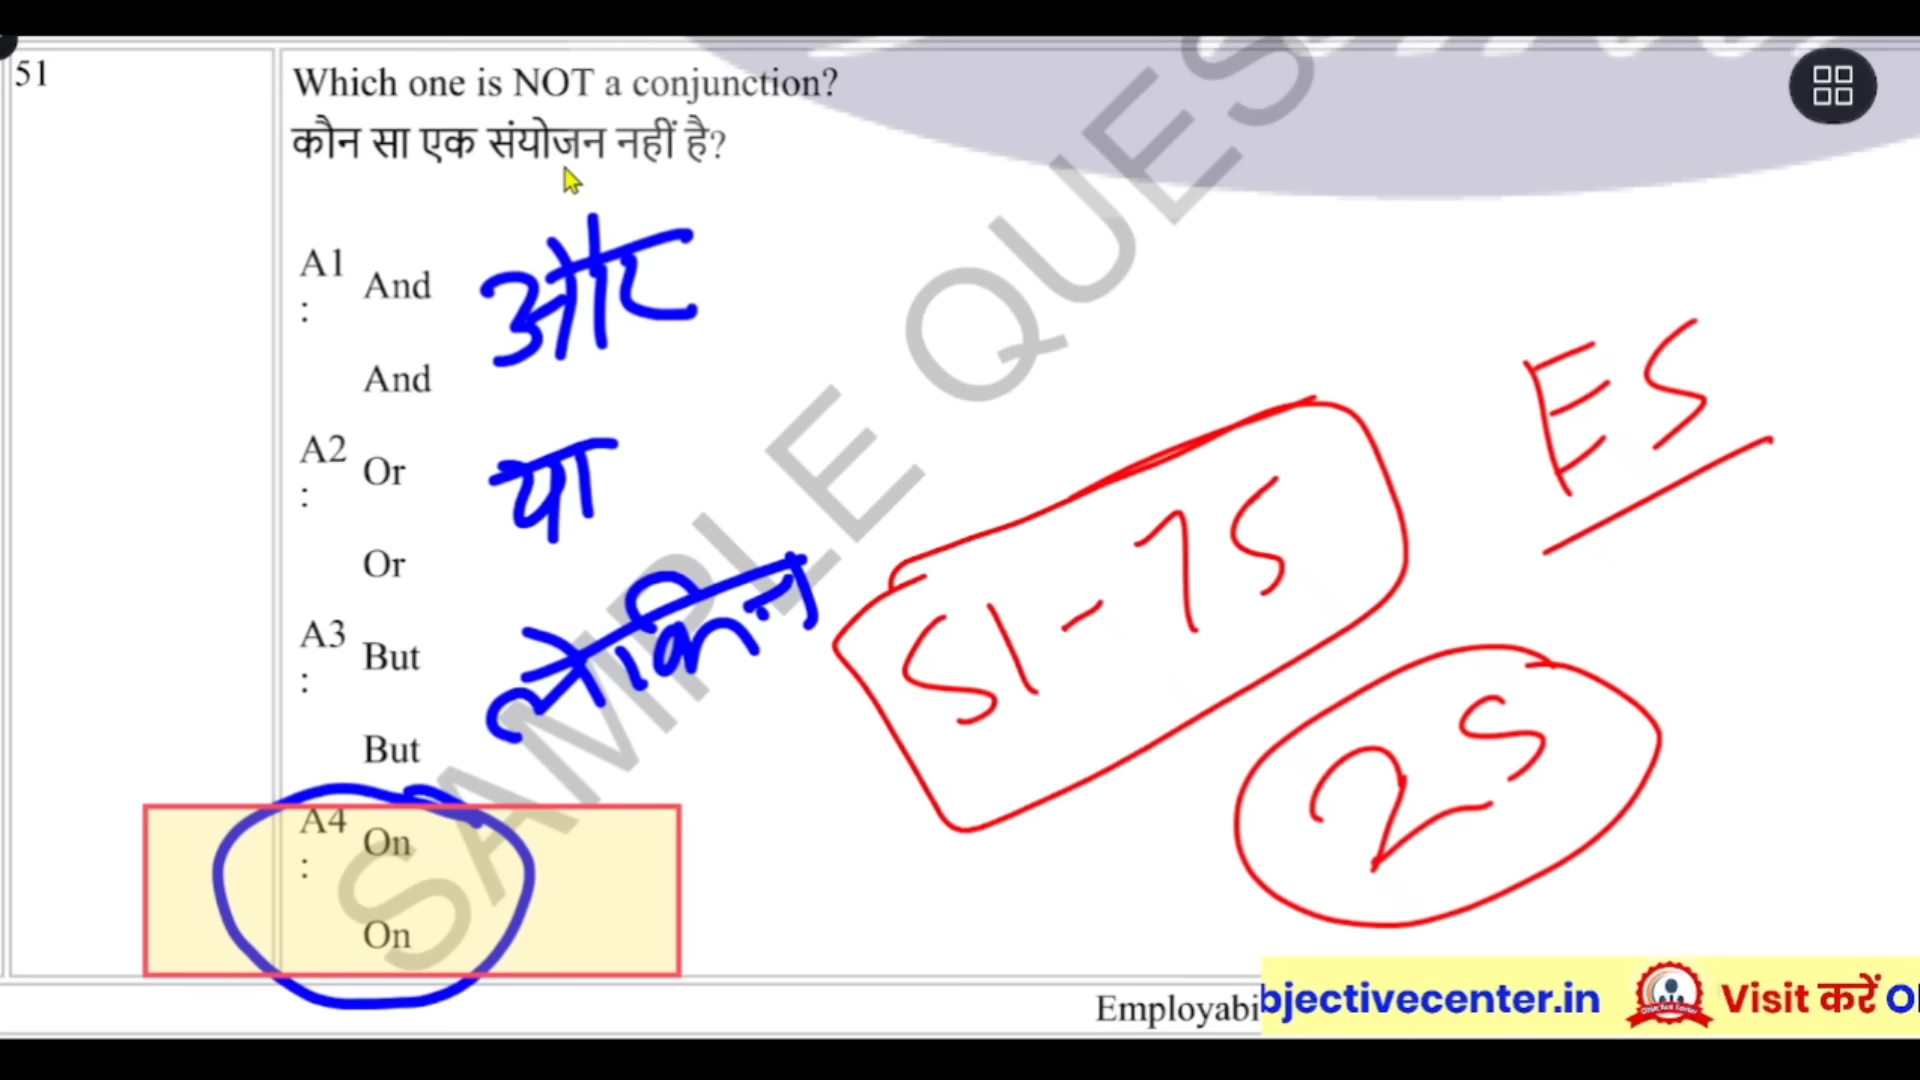 51
Which one is NOT a conjunction?
कौन सा एक संयोजन नहीं है?
A1
:
And
और
And
A2
:
Or
या
Or
A3
:
But
लेकिन
But
A4
:
On
On
SAMPLE QUES
ES
51-75
25
Employabi
bjectivecenter.in
Visit करें O